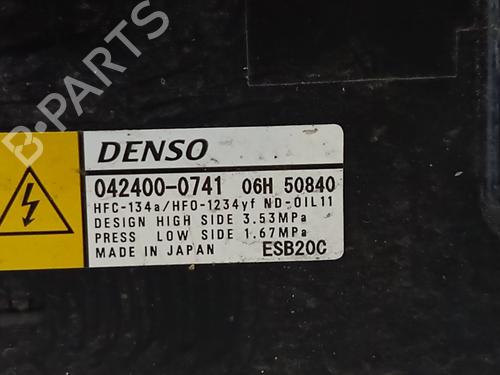 B-PARTS
DENSO
042400-0741 06H 50840
HFC-134a/HFO-1234yf ND-OIL11
DESIGN HIGH SIDE 3.53MPa
PRESS LOW SIDE 1.67MPa
MADE IN JAPAN ESB20C